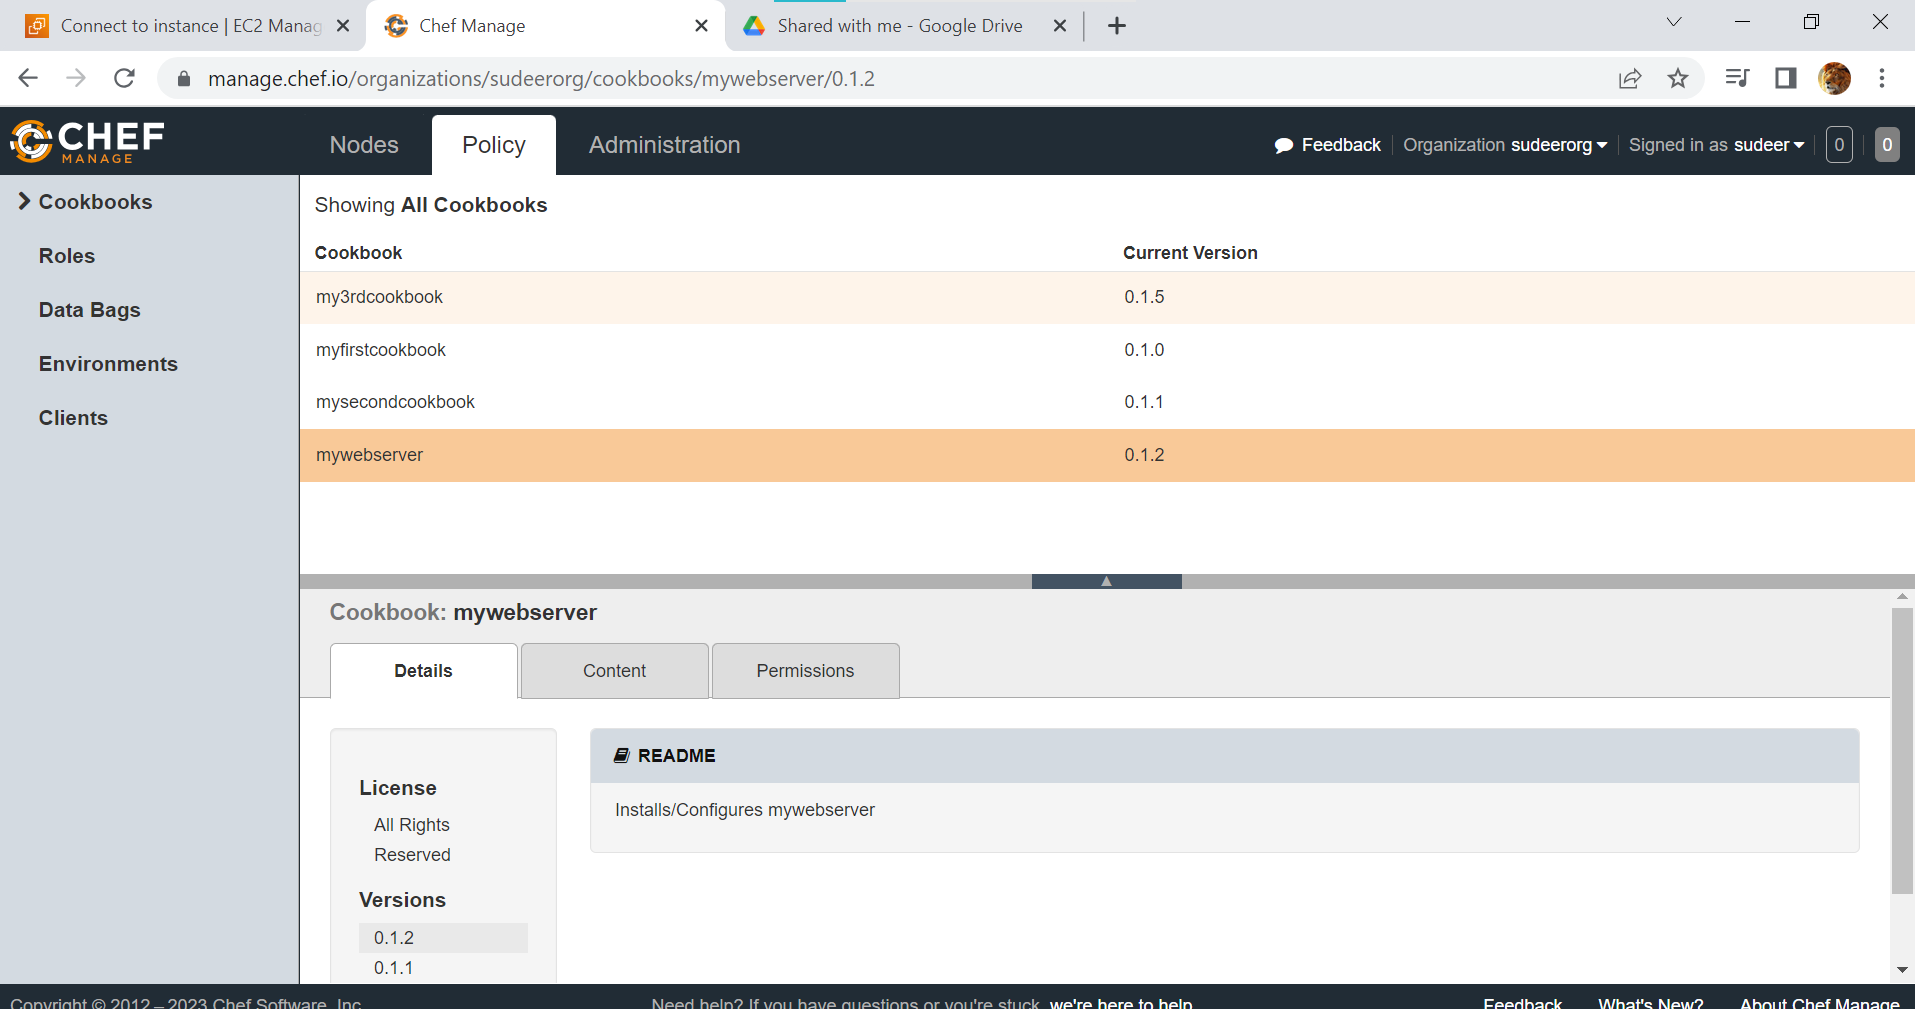 Connect to instance | EC2 Manag
Chef Manage
Shared with me - Google Drive
manage.chef.io/organizations/sudeerorg/cookbooks/mywebserver/0.1.2
CHEF
MANAGE
Nodes
Policy
Administration
Feedback
Organization sudeerorg
Signed in as sudeer
0
0
Cookbooks
Roles
Data Bags
Environments
Clients
Showing All Cookbooks
Cookbook Current Version
my3rdcookbook 0.1.5
myfirstcookbook 0.1.0
mysecondcookbook 0.1.1
mywebserver 0.1.2
Cookbook: mywebserver
Details
Content
Permissions
License
All Rights
Reserved
Versions
0.1.2
0.1.1
README
Installs/Configures mywebserver
Copyright © 2012 – 2023 Chef Software, Inc.
Need help? If you have questions or you're stuck, we're here to help.
Feedback
What's New?
About Chef Manage